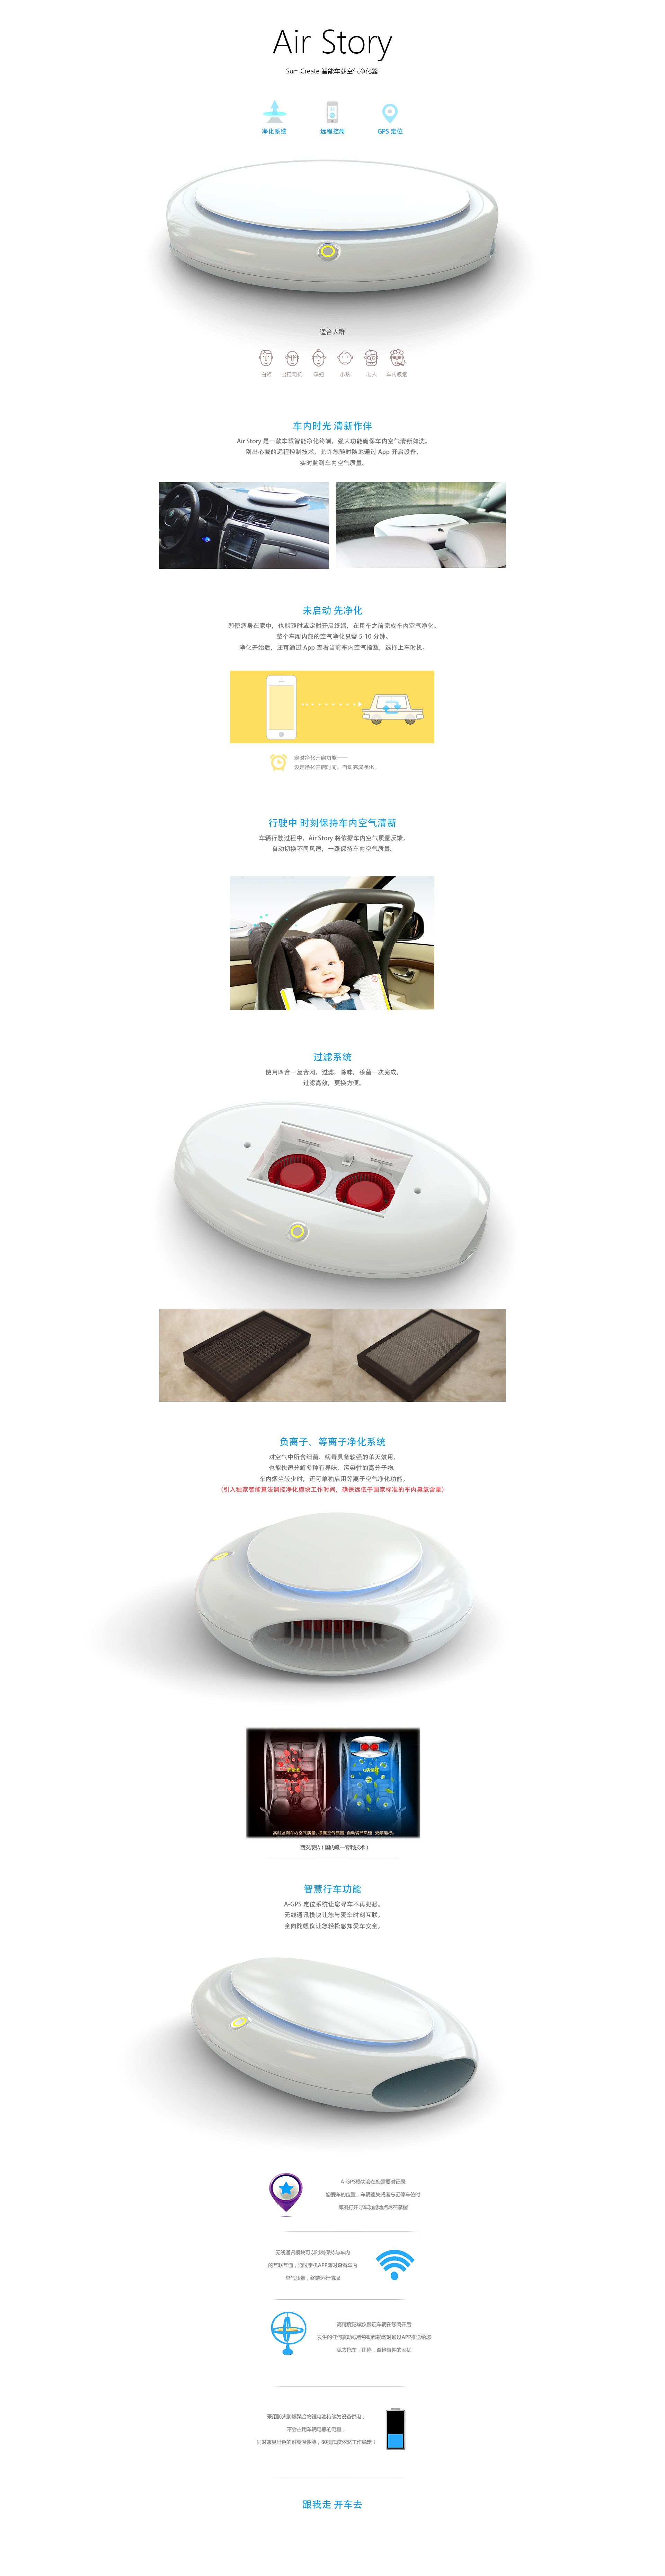 Air Story
Sum Create 智能车载空气净化器
净化系统 远程控制 GPS 定位
适合人群
白领 出租司机 孕妇 小孩 老人 车内吸烟
车内时光 清新作伴
Air Story 是一款车载智能净化终端，强大功能确保车内空气清新如洗。
别出心裁的远程控制技术，允许您随时随地通过 App 开启设备，
实时监测车内空气质量。
未启动 先净化
即使您身在家中，也能随时或定时开启终端，在用车之前完成车内空气净化。
整个车厢内部的空气净化只需 5-10 分钟。
净化开始后，还可通过 App 查看当前车内空气指数，选择上车时机。
定时净化开启功能——
设定净化开启时间，自动完成净化。
行驶中 时刻保持车内空气清新
车辆行驶过程中，Air Story 将依据车内空气质量反馈，
自动切换不同风速，一路保持车内空气质量。
过滤系统
使用四合一复合网，过滤，除味，杀菌一次完成。
过滤高效，更换方便。
负离子、等离子净化系统
对空气中所含细菌、病毒具备较强的杀灭效用，
也能快速分解多种有异味、污染性的高分子物。
车内烟尘较少时，还可单独启用等离子空气净化功能。
（引入独家智能算法调控净化模块工作时间，确保远低于国家标准的车内臭氧含量）
实时监测车内空气质量，根据空气质量，自动调节风速，变频运行。
西安康弘（国内唯一专利技术）
智慧行车功能
A-GPS 定位系统让您寻车不再犯愁。
无线通讯模块让您与爱车时刻互联。
全向陀螺仪让您轻松感知爱车安全。
A-GPS模块会在您需要时记录
您爱车的位置，车辆遗失或者忘记停车位时
取刻打开寻车功能地点尽在掌握
无线通讯模块可以时刻保持与车内
的互联互通，通过手机APP随时查看车内
空气质量，终端运行情况
高精度陀螺仪保证车辆在您离开后
发生的任何震动或者移动都能随时通过APP推送给您
免去拖车，违停，盗抢事件的困扰
采用防火防爆聚合物锂电池持续为设备供电，
不会占用车辆电瓶的电量，
同时兼具出色的耐高温性能，80摄氏度依然工作稳定！
跟我走 开车去